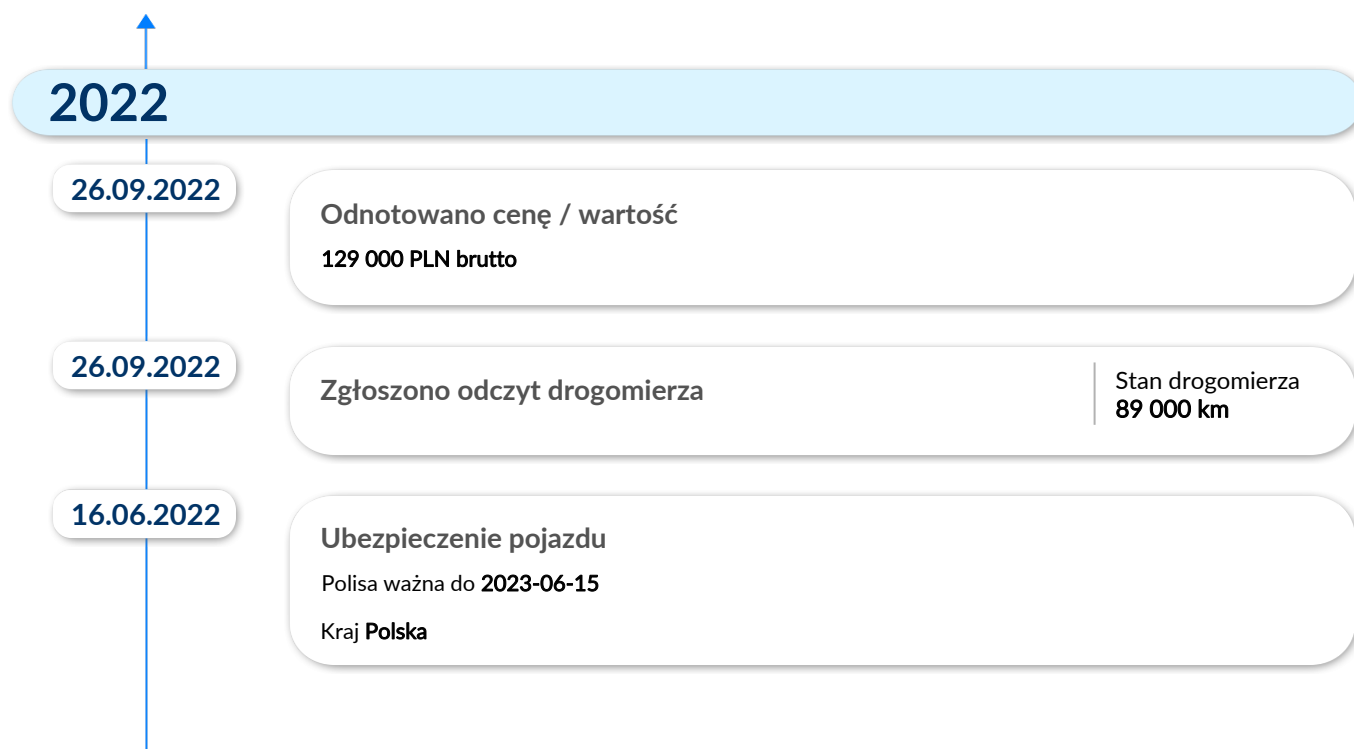 2022
26.09.2022
Odnotowano cenę / wartość
129 000 PLN brutto
26.09.2022
Zgłoszono odczyt drogomierza
Stan drogomierza
89 000 km
16.06.2022
Ubezpieczenie pojazdu
Polisa ważna do 2023-06-15
Kraj Polska